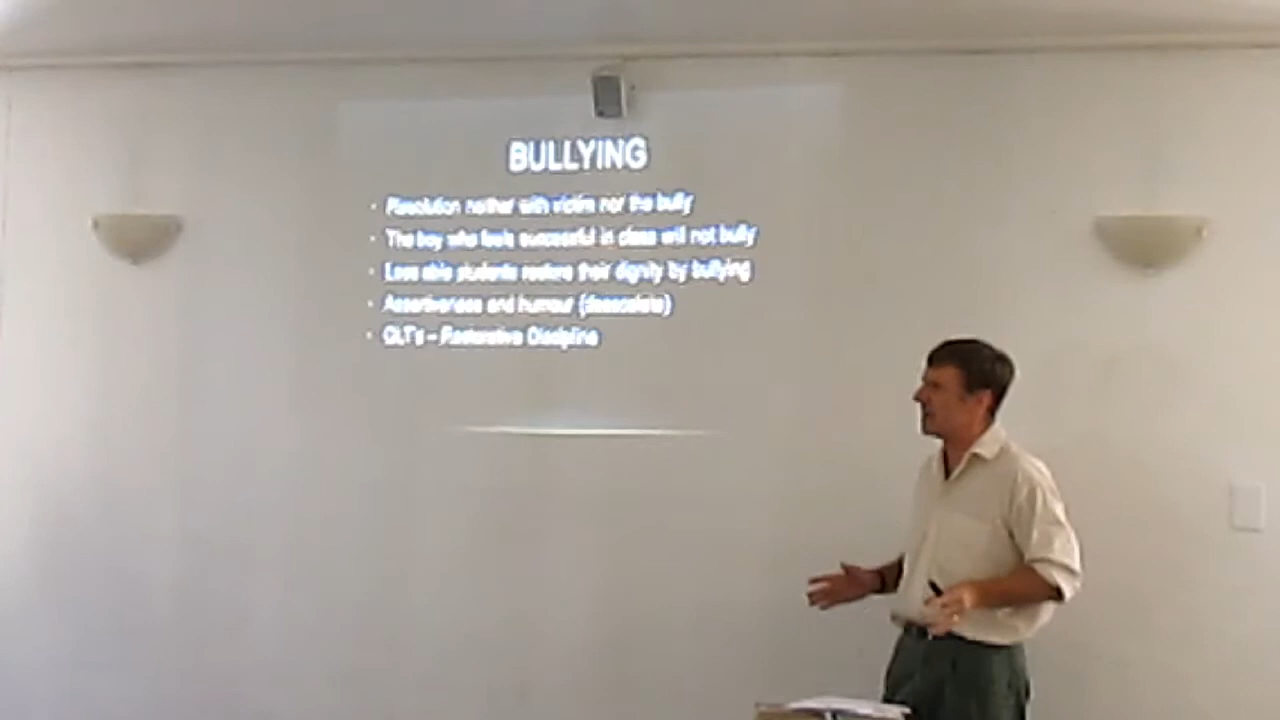 BULLYING
• Resolution neither with victim nor the bully
• The boy who feels successful in class will not bully
• Less able students restore their dignity by bullying
• Assertiveness and humour (deescalate)
• QLT's – Restorative Discipline